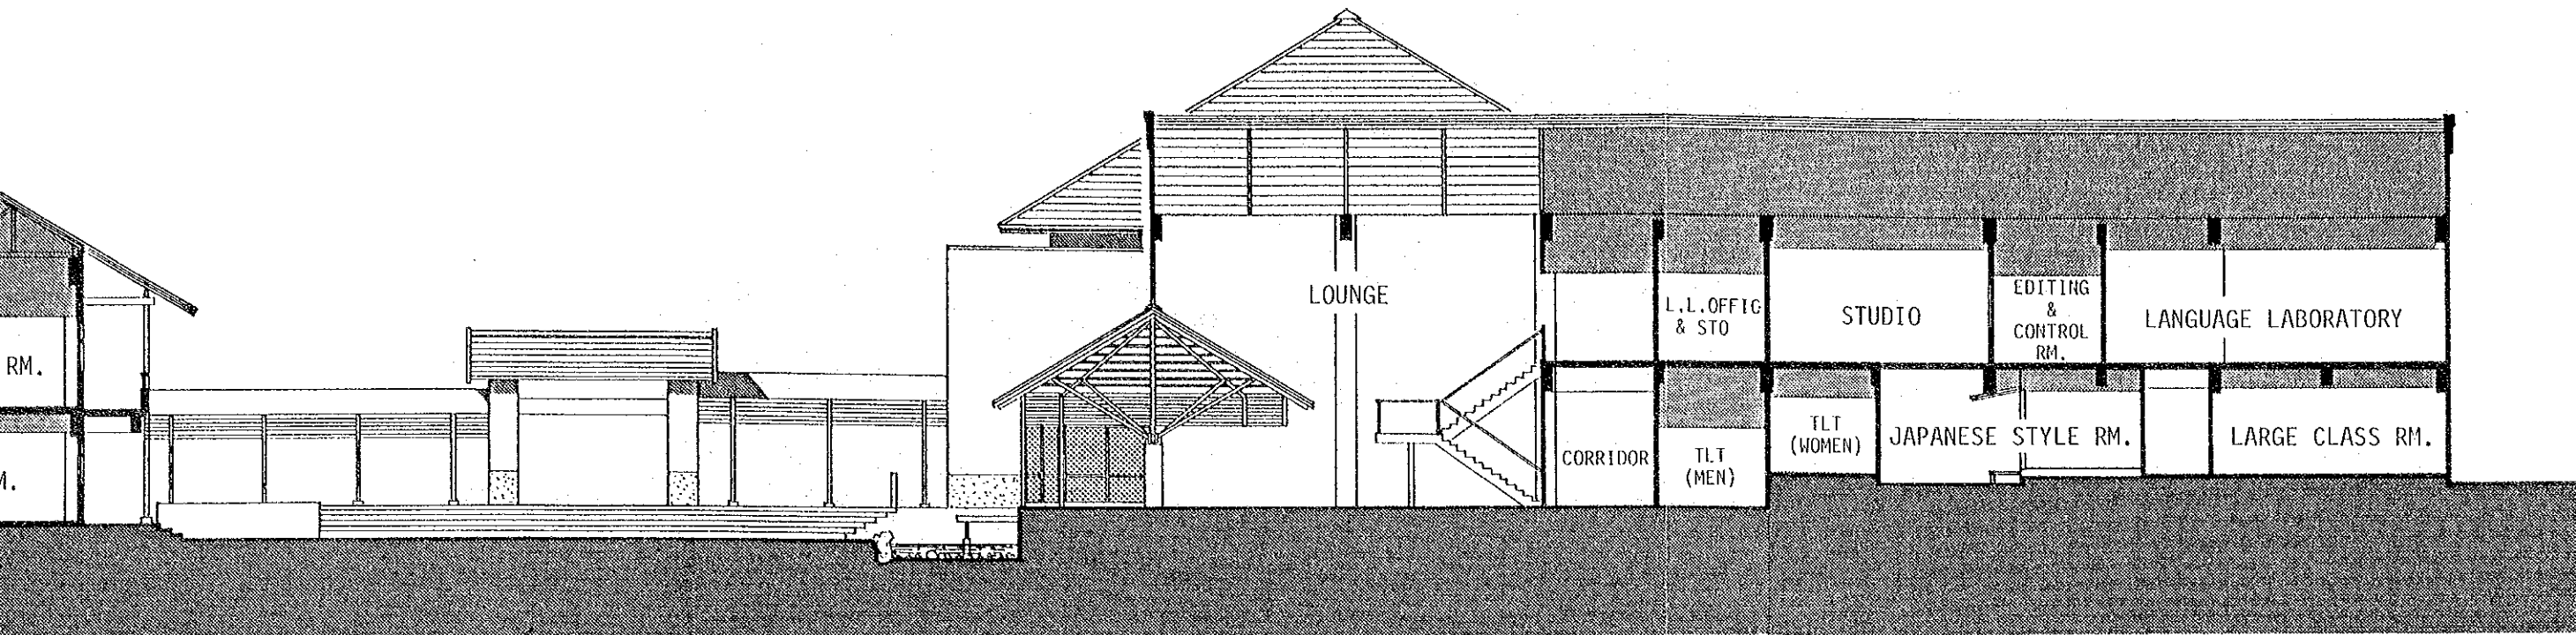 RM.
M.
LOUNGE
L.L.OFFIC
& STO
STUDIO
EDITING
&
CONTROL
RM.
LANGUAGE LABORATORY
CORRIDOR
TLT
(MEN)
TLT
(WOMEN)
JAPANESE STYLE RM.
LARGE CLASS RM.